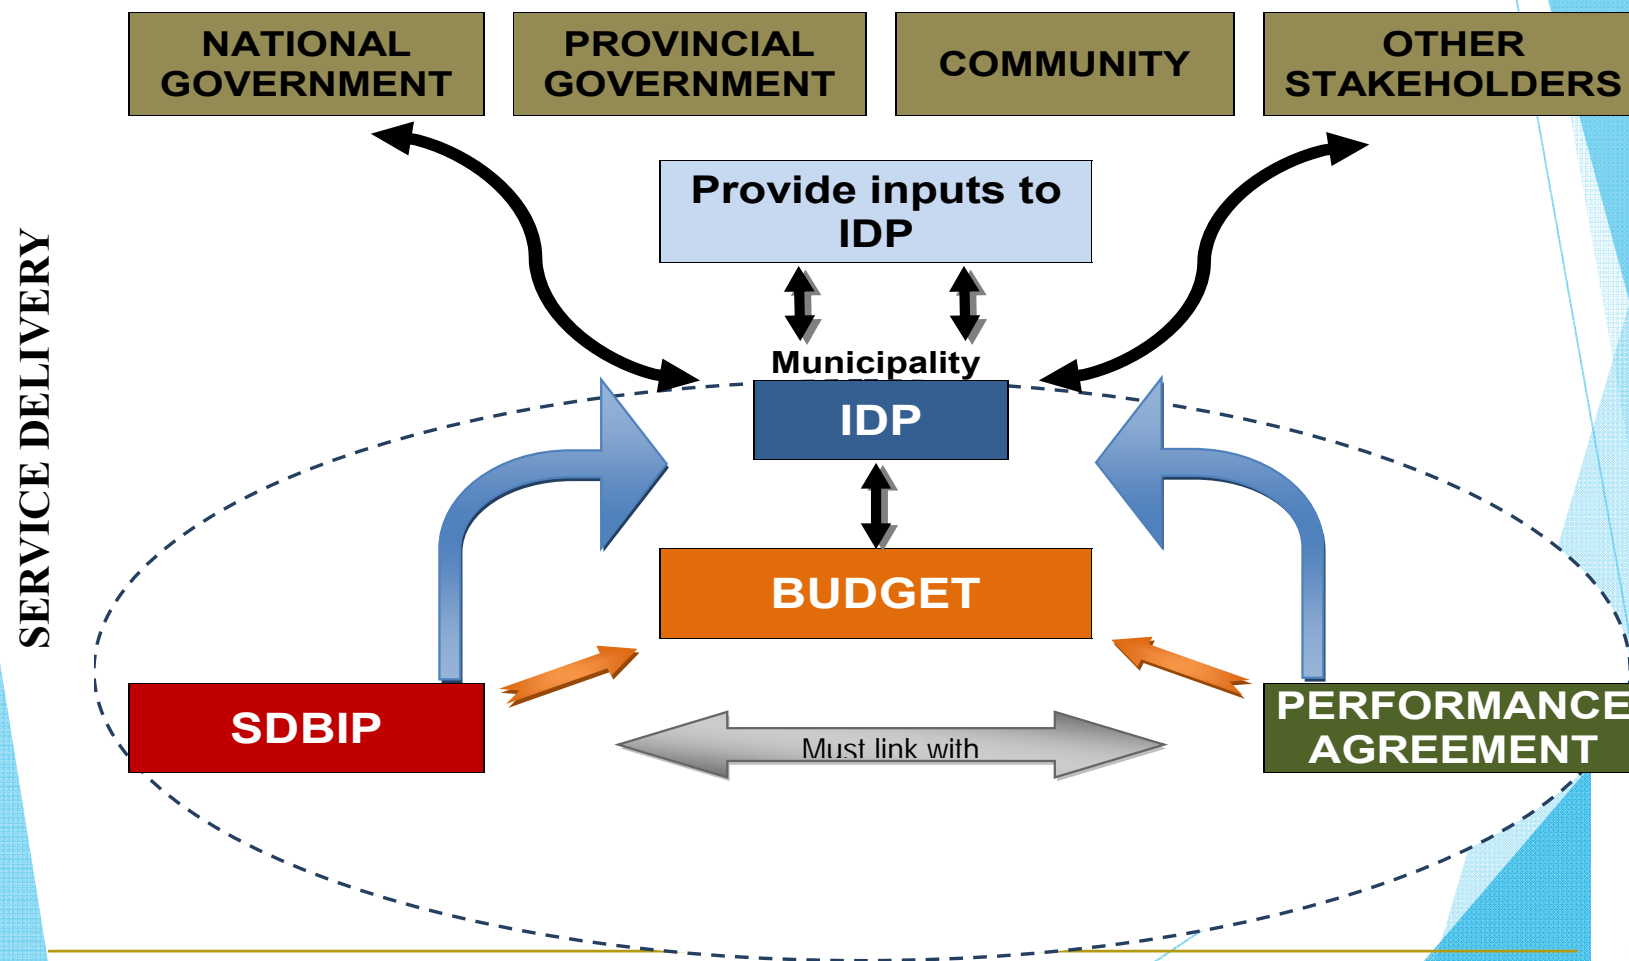 NATIONAL
GOVERNMENT
PROVINCIAL
GOVERNMENT
COMMUNITY
OTHER
STAKEHOLDERS
Provide inputs to
IDP
Municipality
IDP
BUDGET
SDBIP
Must link with
PERFORMANCE
AGREEMENT
SERVICE DELIVERY